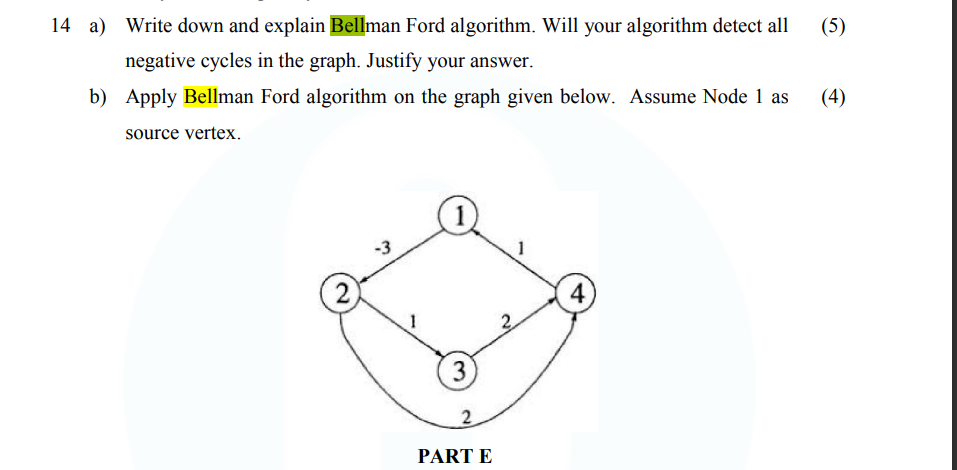 14 a) Write down and explain Bellman Ford algorithm. Will your algorithm detect all (5)
negative cycles in the graph. Justify your answer.
b) Apply Bellman Ford algorithm on the graph given below. Assume Node 1 as (4)
source vertex.
1
-3 1
2 4
1 2
3
2
PART E